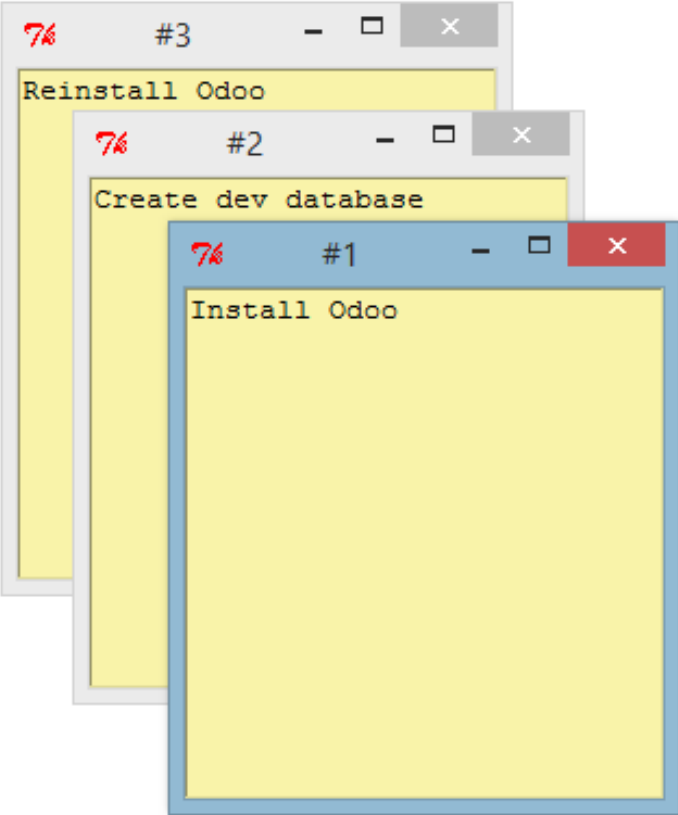 #3
Reinstall Odoo
#2
Create dev database
#1
Install Odoo